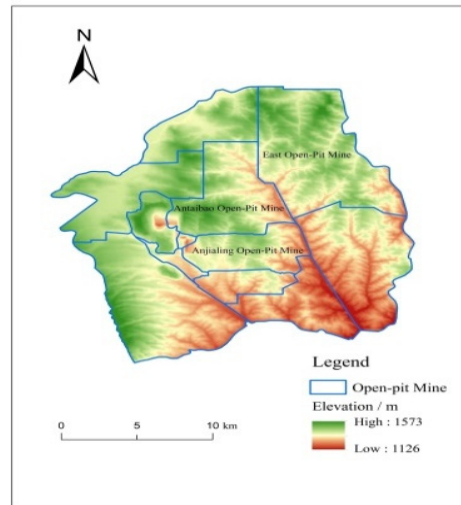 N
East Open-Pit Mine
Antaibao Open-Pit Mine
Anjialing Open-Pit Mine
Legend
Open-pit Mine
Elevation / m
High : 1573
Low : 1126
0 5 10 km